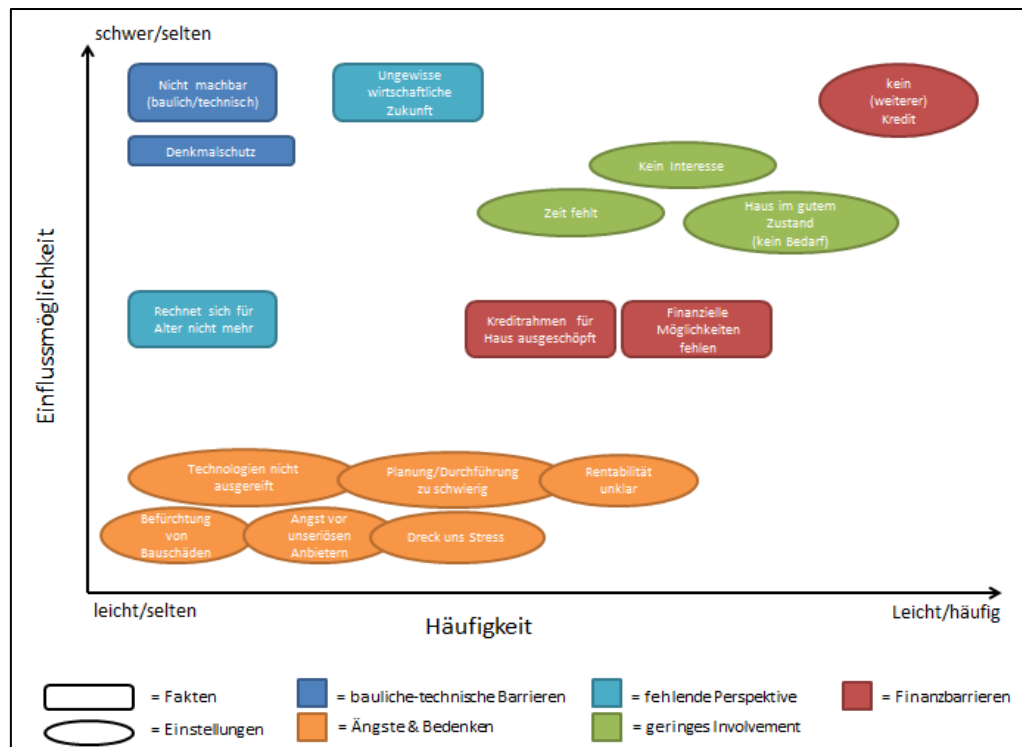 schwer/selten
Nicht machbar
(baulich/technisch)
Ungewisse
wirtschaftliche
Zukunft
kein
(weiterer)
Kredit
Denkmalschutz
Kein Interesse
Zeit fehlt
Haus im gutem
Zustand
(kein Bedarf)
Einflussmöglichkeit
Rechnet sich für
Alter nicht mehr
Kreditrahmen für
Haus ausgeschöpft
Finanzielle
Möglichkeiten
fehlen
Technologien nicht
ausgereift
Planung/Durchführung
zu schwierig
Rentabilität
unklar
Befürchtung
von
Bauschäden
Angst vor
unseriösen
Anbietern
Dreck uns Stress
leicht/selten
Häufigkeit
Leicht/häufig
= Fakten
= bauliche-technische Barrieren
= fehlende Perspektive
= Finanzbarrieren
= Einstellungen
= Ängste & Bedenken
= geringes Involvement